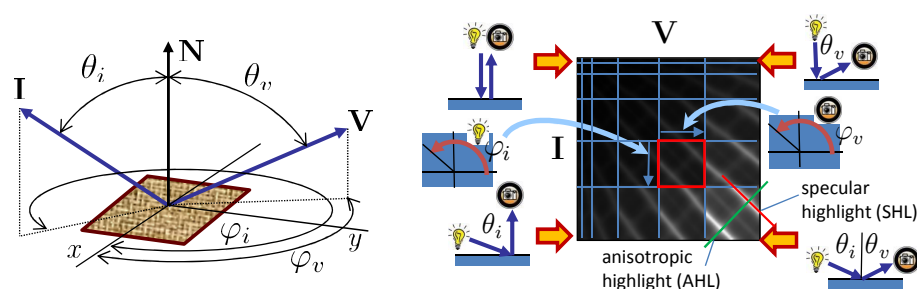 N
θi
θv
I
V
x
y
φi
φv
V
I
θv
φi
φv
θi
θi
θv
specular
highlight (SHL)
anisotropic
highlight (AHL)